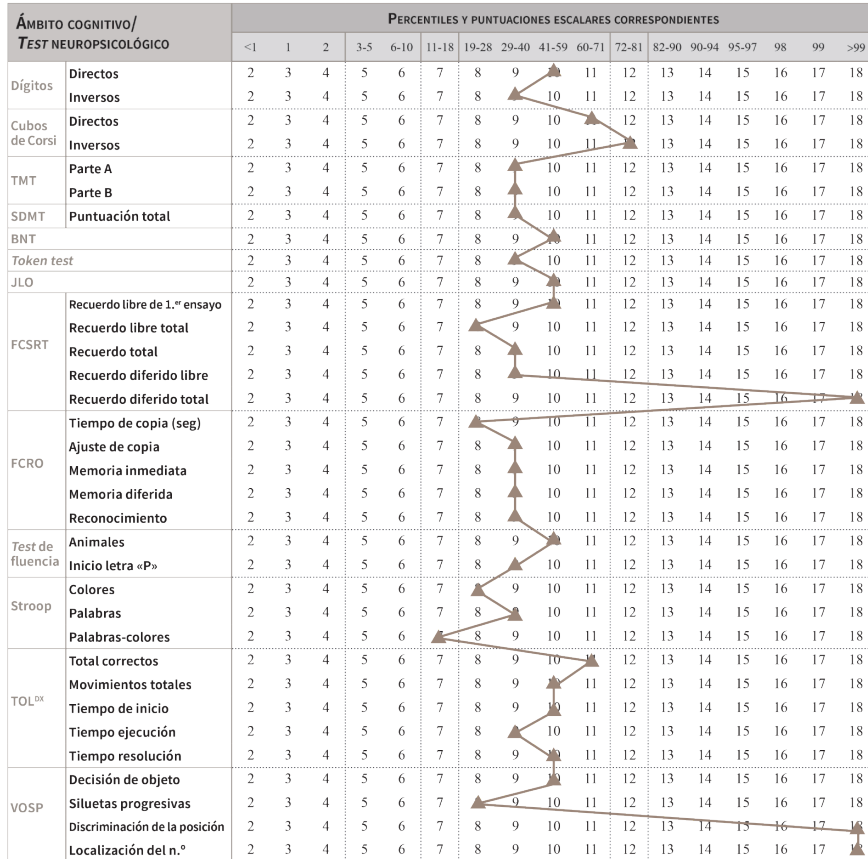 ÁMBITO COGNITIVO/
TEST NEUROPSICOLÓGICO
PERCENTILES Y PUNTUACIONES ESCALARES CORRESPONDIENTES
<1 1 2 3-5 6-10 11-18 19-28 29-40 41-59 60-71 72-81 82-90 90-94 95-97 98 99 >99
Dígitos
Directos 2 3 4 5 6 7 8 9 11 12 13 14 15 16 17 18
Inversos 2 3 4 5 6 7 8 10 11 12 13 14 15 16 17 18
Cubos
de Corsi
Directos 2 3 4 5 6 7 8 9 10 12 13 14 15 16 17 18
Inversos 2 3 4 5 6 7 8 9 10 11 13 14 15 16 17 18
TMT
Parte A 2 3 4 5 6 7 8 10 11 12 13 14 15 16 17 18
Parte B 2 3 4 5 6 7 8 10 11 12 13 14 15 16 17 18
SDMT Puntuación total 2 3 4 5 6 7 8 10 11 12 13 14 15 16 17 18
BNT 2 3 4 5 6 7 8 9 11 12 13 14 15 16 17 18
Token test 2 3 4 5 6 7 8 10 11 12 13 14 15 16 17 18
JLO 2 3 4 5 6 7 8 9 11 12 13 14 15 16 17 18
FCSRT
Recuerdo libre de 1.er ensayo 2 3 4 5 6 7 8 9 11 12 13 14 15 16 17 18
Recuerdo libre total 2 3 4 5 6 7 9 10 11 12 13 14 15 16 17 18
Recuerdo total 2 3 4 5 6 7 8 10 11 12 13 14 15 16 17 18
Recuerdo diferido libre 2 3 4 5 6 7 8 10 11 12 13 14 15 16 17 18
Recuerdo diferido total 2 3 4 5 6 7 8 9 10 11 12 13 14 15 16 17
FCRO
Tiempo de copia (seg) 2 3 4 5 6 7 9 10 11 12 13 14 15 16 17 18
Ajuste de copia 2 3 4 5 6 7 8 10 11 12 13 14 15 16 17 18
Memoria inmediata 2 3 4 5 6 7 8 10 11 12 13 14 15 16 17 18
Memoria diferida 2 3 4 5 6 7 8 10 11 12 13 14 15 16 17 18
Reconocimiento 2 3 4 5 6 7 8 10 11 12 13 14 15 16 17 18
Test de
fluencia
Animales 2 3 4 5 6 7 8 9 11 12 13 14 15 16 17 18
Inicio letra «P» 2 3 4 5 6 7 8 10 11 12 13 14 15 16 17 18
Stroop
Colores 2 3 4 5 6 7 9 10 11 12 13 14 15 16 17 18
Palabras 2 3 4 5 6 7 8 10 11 12 13 14 15 16 17 18
Palabras-colores 2 3 4 5 6 8 9 10 11 12 13 14 15 16 17 18
TOLDX
Total correctos 2 3 4 5 6 7 8 9 10 12 13 14 15 16 17 18
Movimientos totales 2 3 4 5 6 7 8 9 11 12 13 14 15 16 17 18
Tiempo de inicio 2 3 4 5 6 7 8 9 11 12 13 14 15 16 17 18
Tiempo ejecución 2 3 4 5 6 7 8 10 11 12 13 14 15 16 17 18
Tiempo resolución 2 3 4 5 6 7 8 9 11 12 13 14 15 16 17 18
VOSP
Decisión de objeto 2 3 4 5 6 7 8 9 11 12 13 14 15 16 17 18
Siluetas progresivas 2 3 4 5 6 7 9 10 11 12 13 14 15 16 17 18
Discriminación de la posición 2 3 4 5 6 7 8 9 10 11 12 13 14 15 16 17
Localización del n.º 2 3 4 5 6 7 8 9 10 11 12 13 14 15 16 17